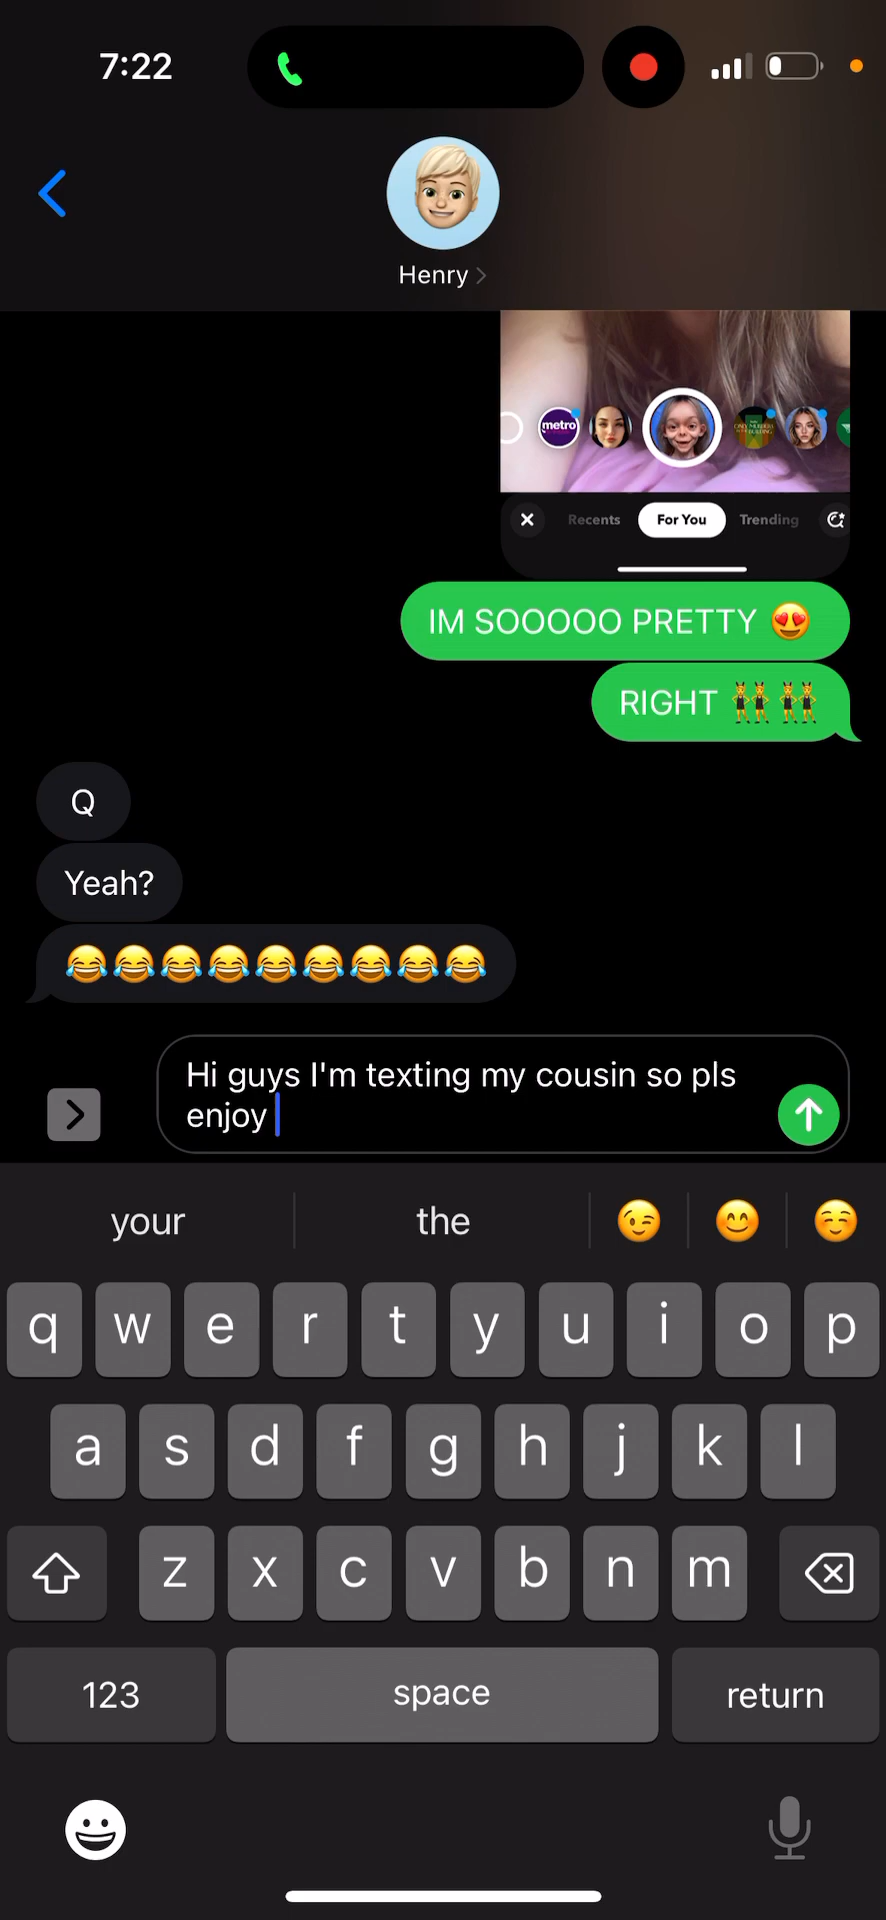 7:22
Henry
metro
Recents
For You
Trending
IM SOOOOO PRETTY 😍
RIGHT 👯👯
Q
Yeah?
😂😂😂😂😂😂😂😂😂
Hi guys I'm texting my cousin so pls
enjoy
your
the
😉
😊
☺️
q w e r t y u i o p
a s d f g h j k l
z x c v b n m
123
space
return